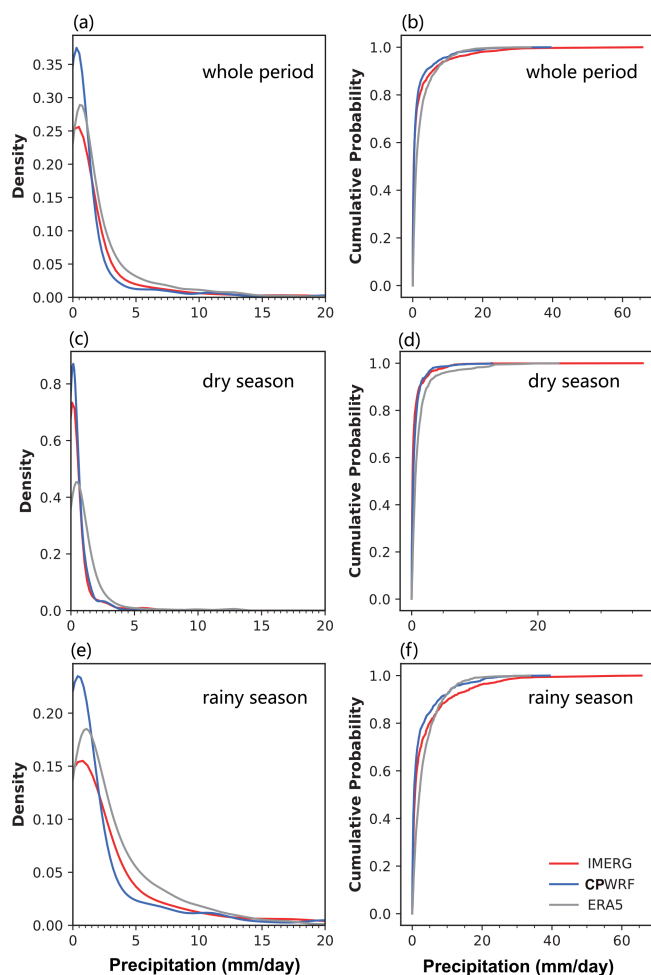 (a)
(b)
0.35
0.30
0.25
0.20
0.15
0.10
0.05
0.00
Density
whole period
0
5
10
15
20
1.0
0.8
0.6
0.4
0.2
0.0
Cumulative Probability
whole period
0
20
40
60
(c)
(d)
0.8
0.6
0.4
0.2
0.0
Density
dry season
0
5
10
15
20
1.0
0.8
0.6
0.4
0.2
0.0
Cumulative Probability
dry season
0
20
(e)
(f)
0.20
0.15
0.10
0.05
0.00
Density
rainy season
0
5
10
15
20
Precipitation (mm/day)
1.0
0.8
0.6
0.4
0.2
0.0
Cumulative Probability
rainy season
IMERG
CPWRF
ERA5
0
20
40
60
Precipitation (mm/day)